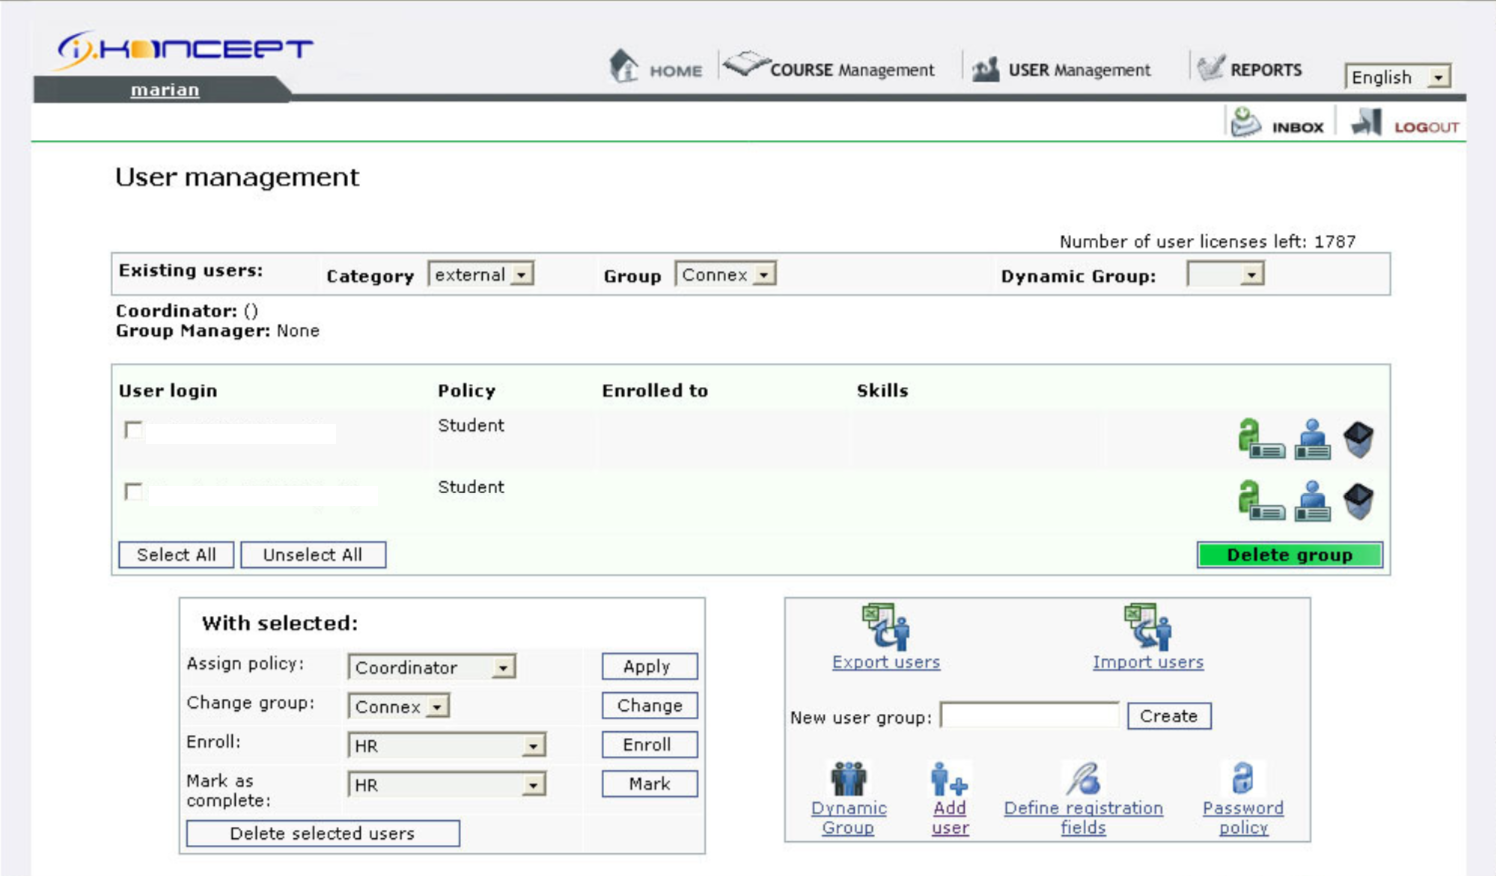 i.KONCEPT
HOME
COURSE Management
USER Management
REPORTS
English
marian
INBOX
LOGOUT
User management
Number of user licenses left: 1787
Existing users: Category external Group Connex Dynamic Group:
Coordinator: ()
Group Manager: None
User login Policy Enrolled to Skills
Student
Student
Select All Unselect All Delete group
With selected:
Assign policy: Coordinator Apply
Change group: Connex Change
Enroll: HR Enroll
Mark as
complete: HR Mark
Delete selected users
Export users Import users
New user group: Create
Dynamic
Group
Add
user
Define registration
fields
Password
policy